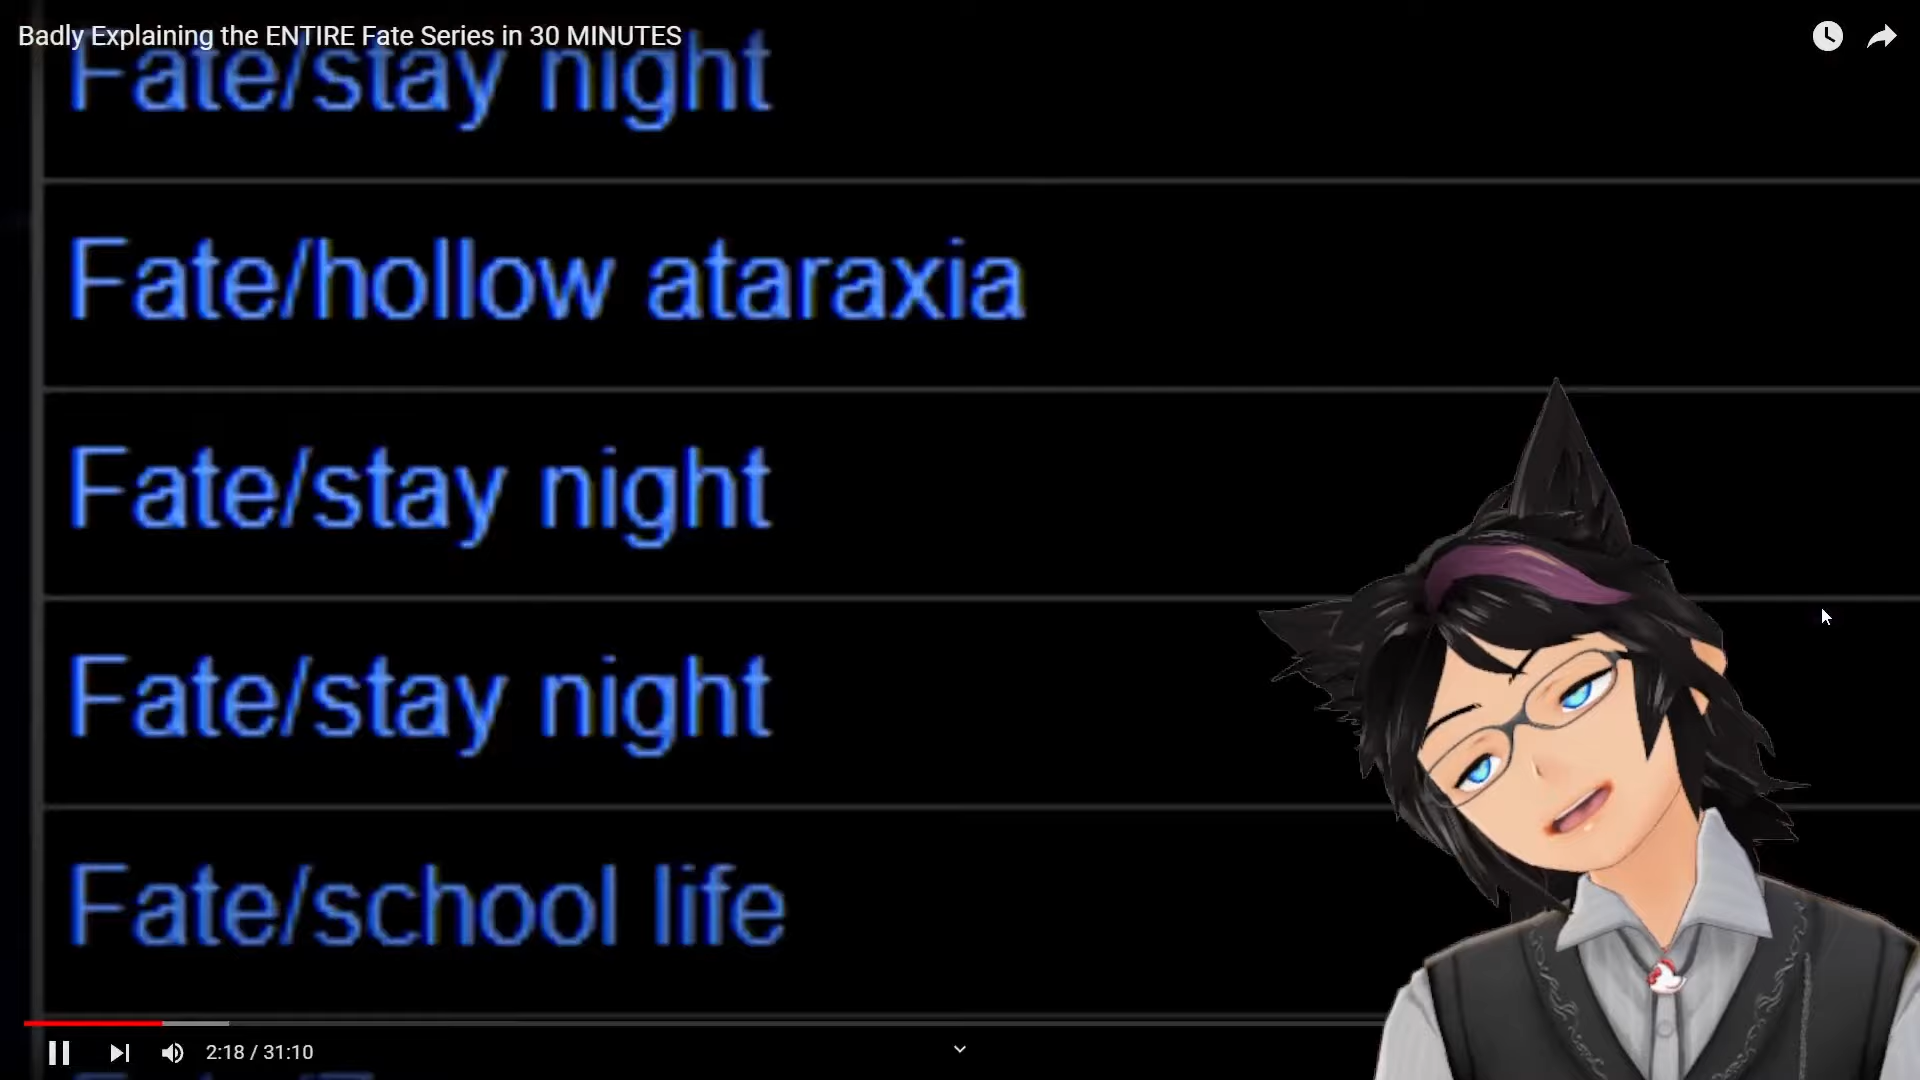 Badly Explaining the ENTIRE Fate Series in 30 MINUTES
Fate/stay night
Fate/hollow ataraxia
Fate/stay night
Fate/stay night
Fate/school life
2:18 / 31:10